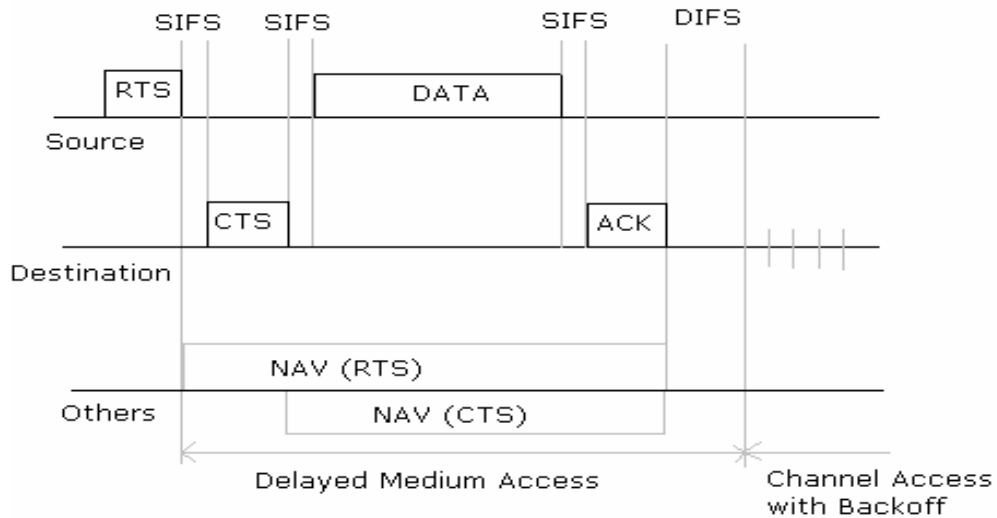 SIFS SIFS SIFS DIFS
RTS DATA
Source
CTS ACK
Destination
NAV (RTS)
Others NAV (CTS)
Delayed Medium Access
Channel Access
with Backoff